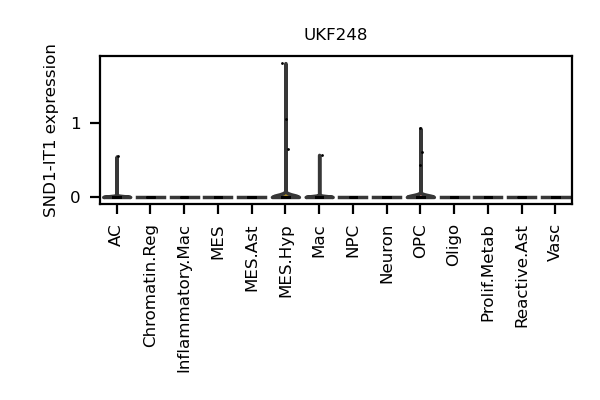 UKF248
SND1-IT1 expression
1
0
AC
Chromatin.Reg
Inflammatory.Mac
MES
MES.Ast
MES.Hyp
Mac
NPC
Neuron
OPC
Oligo
Prolif.Metab
Reactive.Ast
Vasc